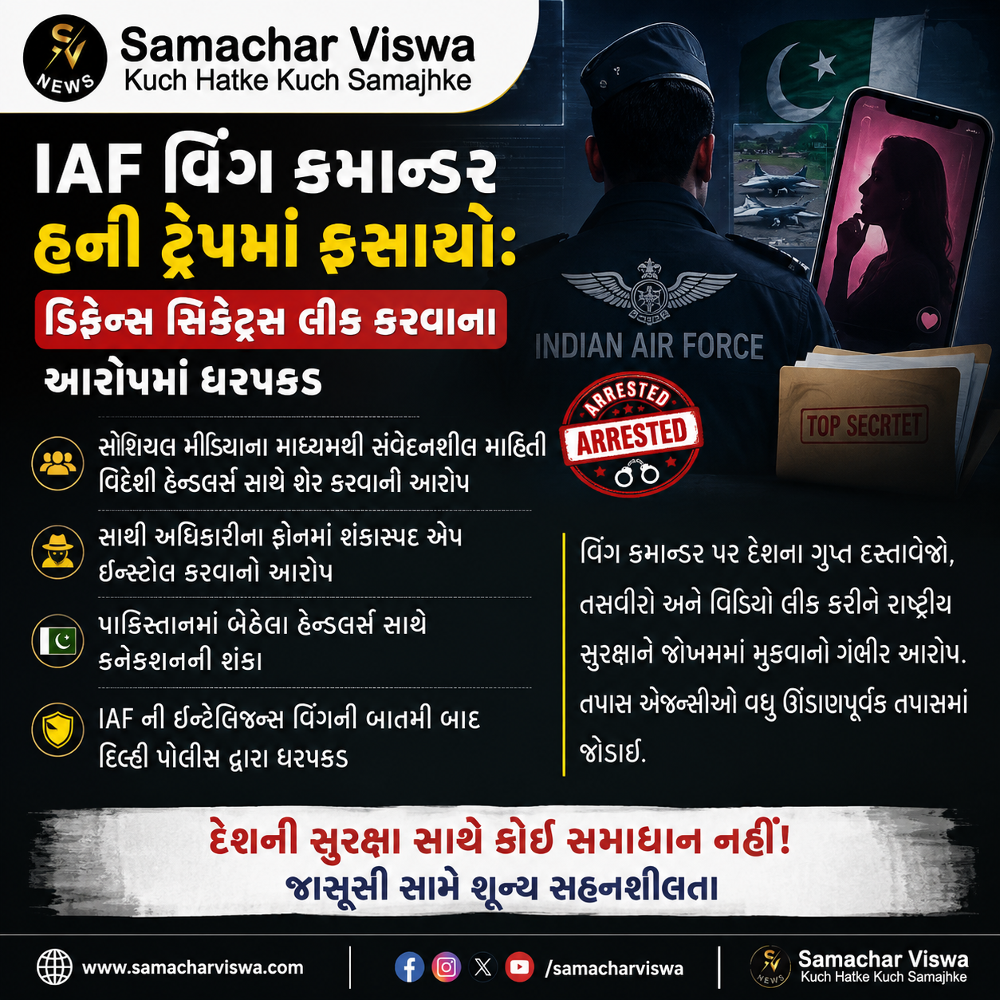 SV
NEWS
Samachar Viswa
Kuch Hatke Kuch Samajhke
IAF વિંગ કમાન્ડર
હની ટ્રેપમાં ફસાયો:
ડિફેન્સ સિક્રેટ્સ લીક કરવાના
આરોપમાં ધરપકડ
INDIAN AIR FORCE
ARRESTED
ARRESTED
TOP SECRTET
સોશિયલ મીડિયાના માધ્યમથી સંવેદનશીલ માહિતી
વિદેશી હેન્ડલર્સ સાથે શેર કરવાની આરોપ
સાથી અધિકારીના ફોનમાં શંકાસ્પદ એપ
ઈન્સ્ટોલ કરવાનો આરોપ
પાકિસ્તાનમાં બેઠેલા હેન્ડલર્સ સાથે
કનેકશનની શંકા
IAF ની ઈન્ટેલિજન્સ વિંગની બાતમી બાદ
દિલ્હી પોલીસ દ્વારા ધરપકડ
વિંગ કમાન્ડર પર દેશના ગુપ્ત દસ્તાવેજો,
તસવીરો અને વિડિયો લીક કરીને રાષ્ટ્રીય
સુરક્ષાને જોખમમાં મુકવાનો ગંભીર આરોપ.
તપાસ એજન્સીઓ વધુ ઊંડાણપૂર્વક તપાસમાં
જોડાઈ.
દેશની સુરક્ષા સાથે કોઈ સમાધાન નહીં!
જાસૂસી સામે શૂન્ય સહનશીલતા
www.samacharviswa.com
/samacharviswa
SV
NEWS
Samachar Viswa
Kuch Hatke Kuch Samajhke